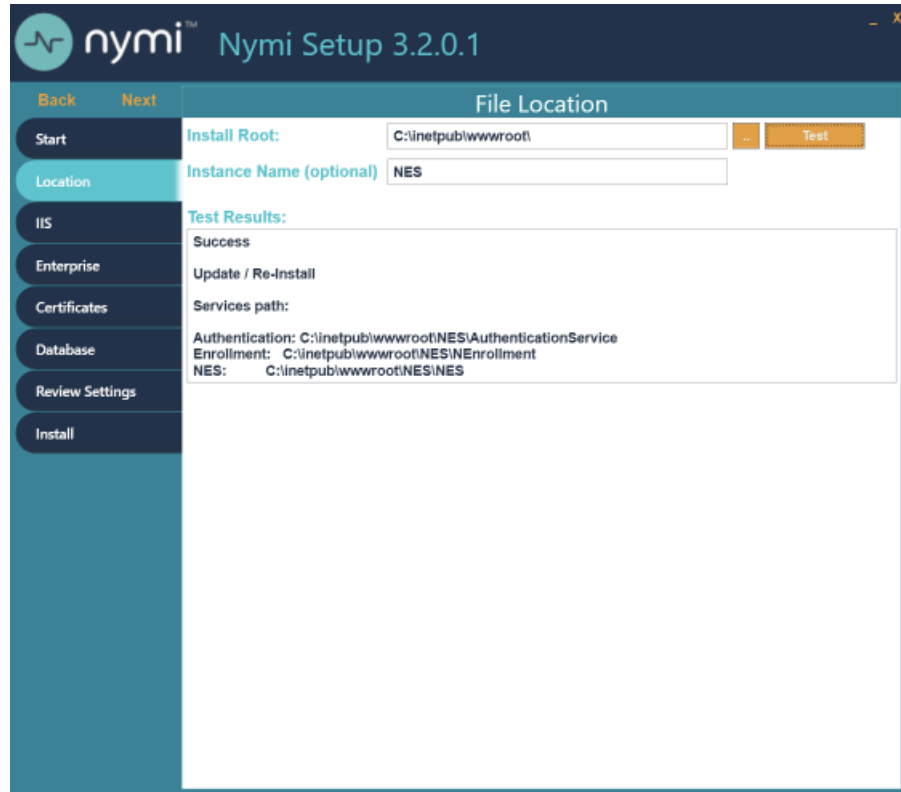 nymi™ Nymi Setup 3.2.0.1
_ X
Back Next
File Location
Start
Location
IIS
Enterprise
Certificates
Database
Review Settings
Install
Install Root: C:\inetpub\wwwroot\ .. Test
Instance Name (optional) NES
Test Results:
Success
Update / Re-Install
Services path:
Authentication: C:\inetpub\wwwroot\NES\AuthenticationService
Enrollment: C:\inetpub\wwwroot\NES\NEnrollment
NES: C:\inetpub\wwwroot\NES\NES